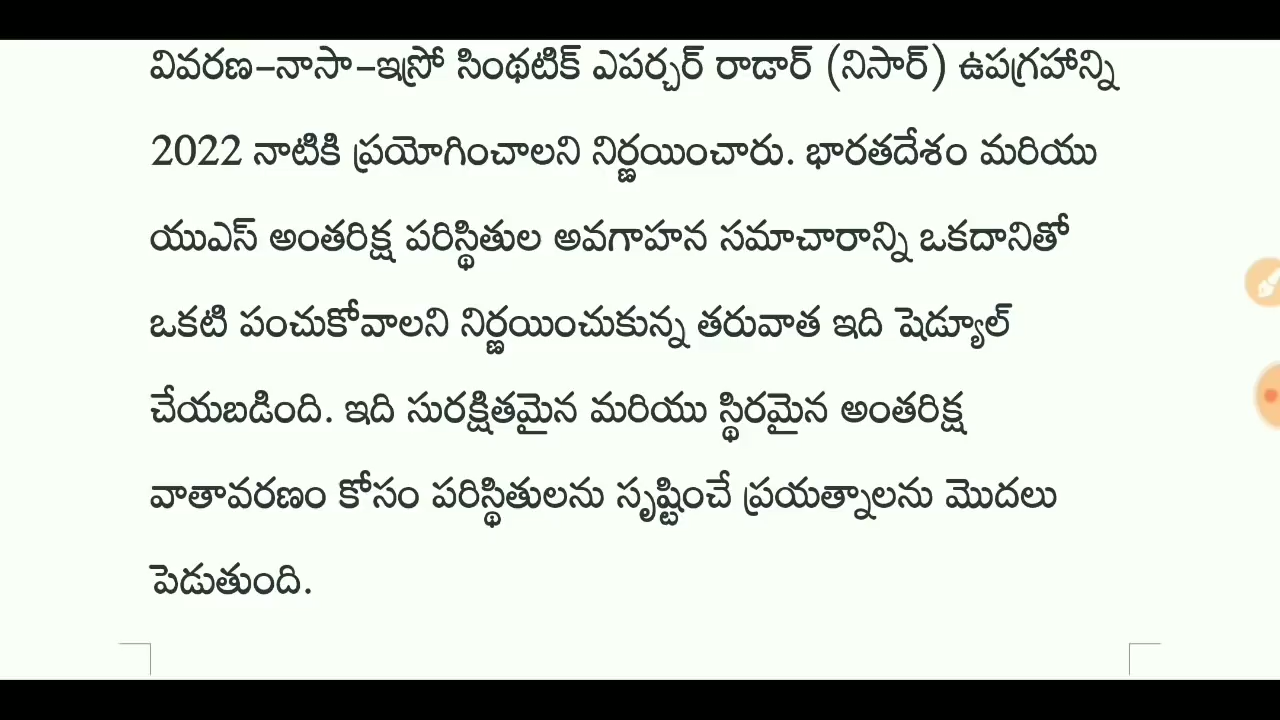 వివరణ-నాసా-ఇస్రో సింథటిక్ ఎపర్చర్ రాడార్ (నిసార్) ఉపగ్రహాన్ని
2022 నాటికి ప్రయోగించాలని నిర్ణయించారు. భారతదేశం మరియు
యుఎస్ అంతరిక్ష పరిస్థితుల అవగాహన సమాచారాన్ని ఒకదానితో
ఒకటి పంచుకోవాలని నిర్ణయించుకున్న తరువాత ఇది షెడ్యూల్
చేయబడింది. ఇది సురక్షితమైన మరియు స్థిరమైన అంతరిక్ష
వాతావరణం కోసం పరిస్థితులను సృష్టించే ప్రయత్నాలను మొదలు
పెడుతుంది.